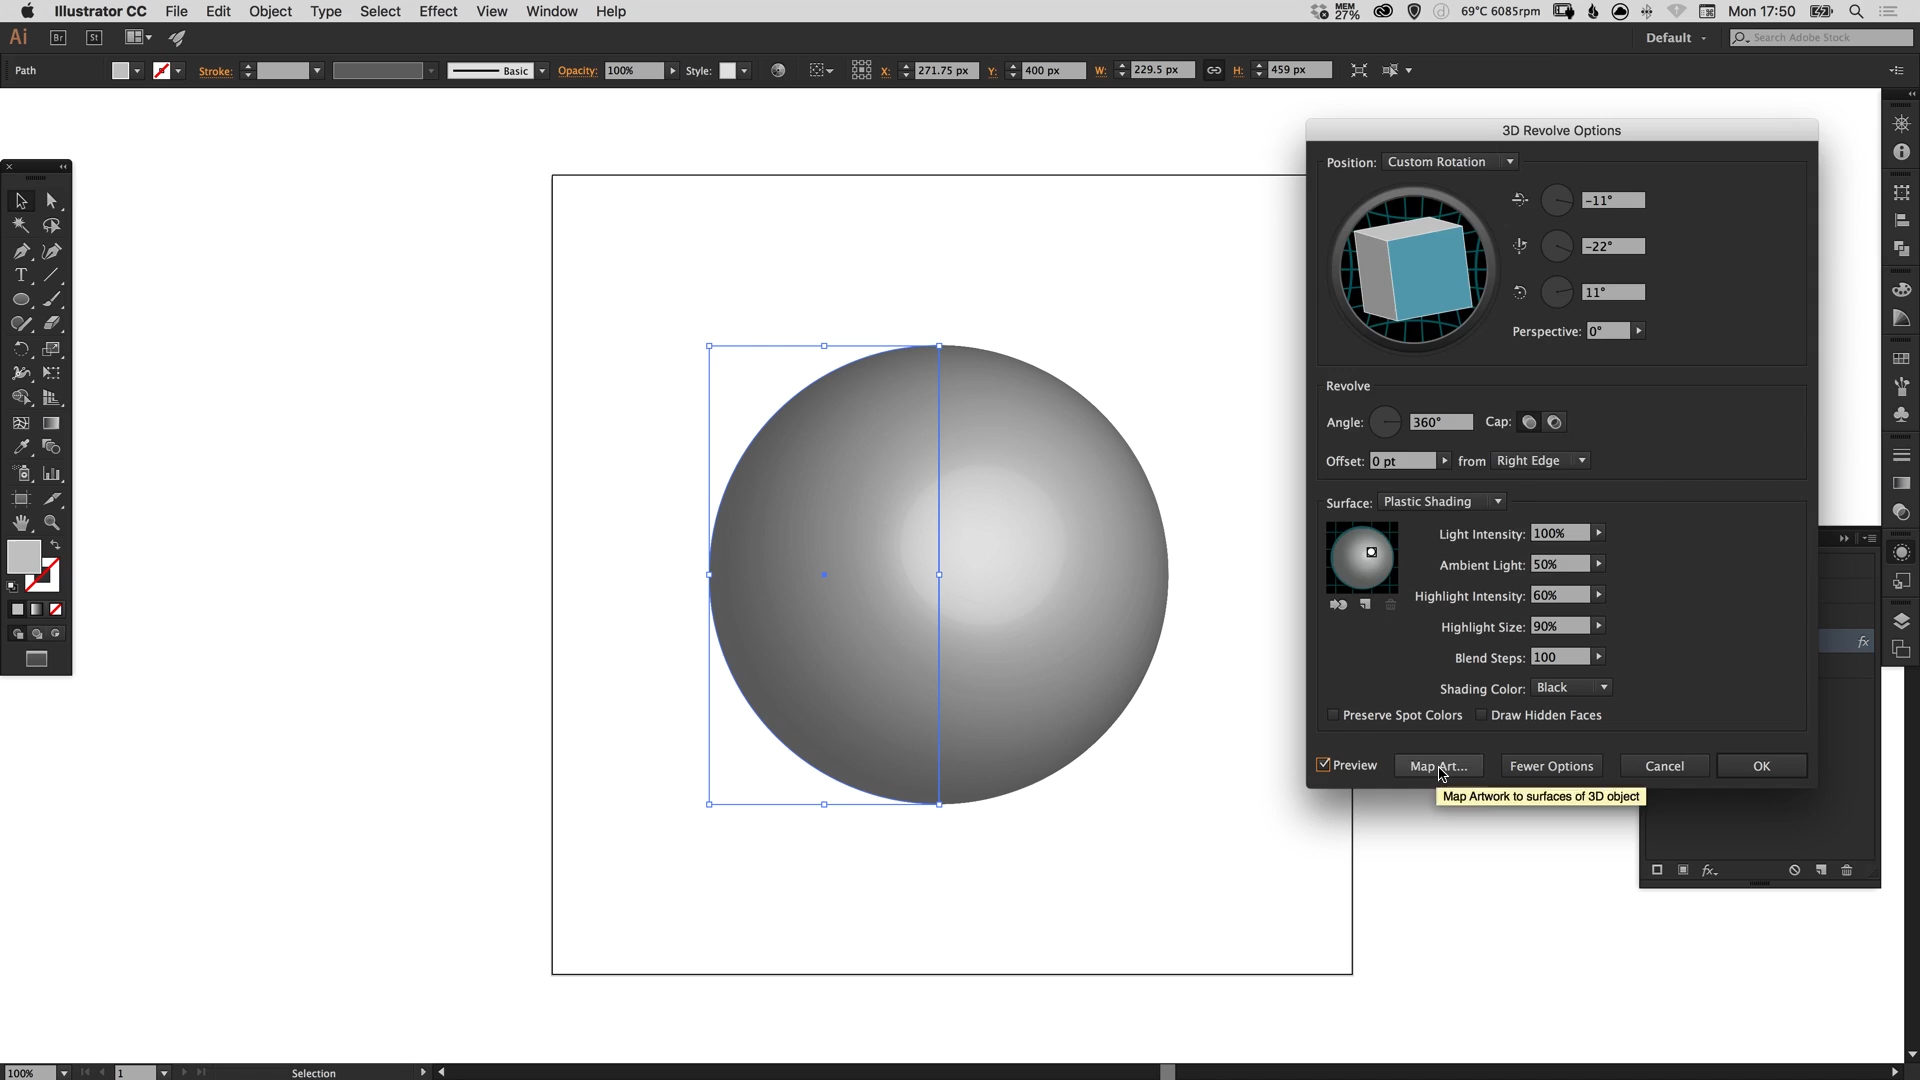 Illustrator CC File Edit Object Type Select Effect View Window Help MEM 27% 69°C 6085rpm Mon 17:50
Ai Br St Default Search Adobe Stock
Path Stroke: Basic Opacity: 100% Style: X: 271.75 px Y: 400 px W: 229.5 px H: 459 px
3D Revolve Options
Position: Custom Rotation
-11°
-22°
11°
Perspective: 0°
Revolve
Angle: 360° Cap:
Offset: 0 pt from Right Edge
Surface: Plastic Shading
Light Intensity: 100%
Ambient Light: 50%
Highlight Intensity: 60%
Highlight Size: 90%
Blend Steps: 100
Shading Color: Black
Preserve Spot Colors Draw Hidden Faces
Preview Map Art... Fewer Options Cancel OK
Map Artwork to surfaces of 3D object
fx
fx
100% 1 Selection